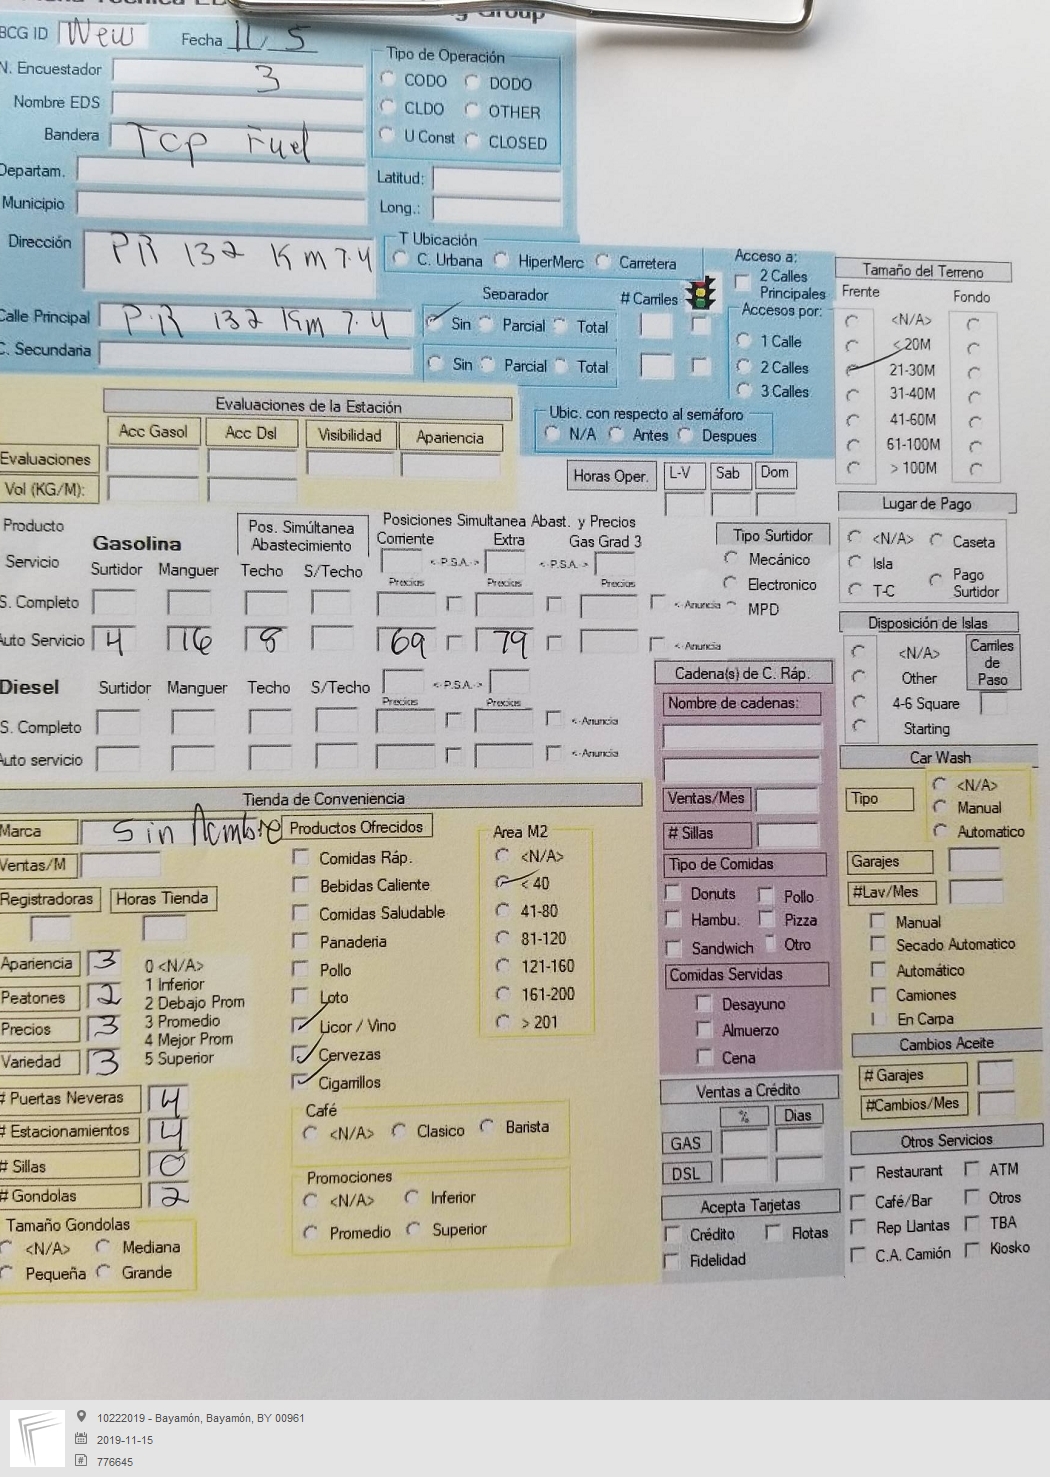 BCG ID New Fecha 11/5
N. Encuestador 3
Nombre EDS
Bandera Tcp Fuel
Departam.
Municipio
Dirección PR 132 Km 7.4
Calle Principal P.R 132 Km 7.4
C. Secundaria
Tipo de Operación
CODO DODO
CLDO OTHER
U Const CLOSED
Latitud:
Long.:
T Ubicación
C. Urbana HiperMerc Carretera
Separador # Carriles
Sin Parcial Total
Sin Parcial Total
Acceso a:
2 Calles
Principales
Accesos por:
1 Calle
2 Calles
3 Calles
Ubic. con respecto al semáforo
N/A Antes Despues
Tamaño del Terreno
Frente Fondo
<N/A>
< 20M
21-30M
31-40M
41-60M
61-100M
> 100M
Evaluaciones de la Estación
Acc Gasol Acc Dsl Visibilidad Apariencia
Evaluaciones
Vol (KG/M):
Horas Oper. L-V Sab Dom
Producto
Servicio
Gasolina
Pos. Simúltanea
Abastecimiento
Posiciones Simultanea Abast. y Precios
Corriente Extra Gas Grad 3
<-P.S.A.-> <-P.S.A.->
Surtidor Manguer Techo S/Techo Precios Precios Precios
S. Completo <-Anuncia
Auto Servicio 4 16 8 69 79 <-Anuncia
Tipo Surtidor
Mecánico
Electronico
MPD
Lugar de Pago
<N/A> Caseta
Isla
T-C Pago
Surtidor
Disposición de Islas
<N/A>
Other
4-6 Square
Starting
Carriles
de
Paso
Diesel Surtidor Manguer Techo S/Techo <-P.S.A.->
Precios Precios
S. Completo <-Anuncia
Auto servicio <-Anuncia
Cadena(s) de C. Ráp.
Nombre de cadenas:
Ventas/Mes
# Sillas
Tipo de Comidas
Donuts Pollo
Hambu. Pizza
Sandwich Otro
Comidas Servidas
Desayuno
Almuerzo
Cena
Car Wash
Tipo
<N/A>
Manual
Automatico
Garajes
#Lav/Mes
Manual
Secado Automatico
Automático
Camiones
En Carpa
Cambios Aceite
# Garajes
#Cambios/Mes
Tienda de Conveniencia
Marca Sin Nombre
Ventas/M
Registradoras Horas Tienda
Apariencia 3
Peatones 2
Precios 3
Variedad 3
0 <N/A>
1 Inferior
2 Debajo Prom
3 Promedio
4 Mejor Prom
5 Superior
# Puertas Neveras 4
# Estacionamientos 4
# Sillas 0
# Gondolas 2
Tamaño Gondolas
<N/A> Mediana
Pequeña Grande
Productos Ofrecidos
Comidas Ráp.
Bebidas Caliente
Comidas Saludable
Panaderia
Pollo
Loto
Licor / Vino
Cervezas
Cigarrillos
Area M2
<N/A>
< 40
41-80
81-120
121-160
161-200
> 201
Café
<N/A> Clasico Barista
Promociones
<N/A> Inferior
Promedio Superior
Ventas a Crédito
% Dias
GAS
DSL
Acepta Tarjetas
Crédito Flotas
Fidelidad
Otros Servicios
Restaurant ATM
Café/Bar Otros
Rep Llantas TBA
C.A. Camión Kiosko
10222019 - Bayamón, Bayamón, BY 00961
2019-11-15
776645